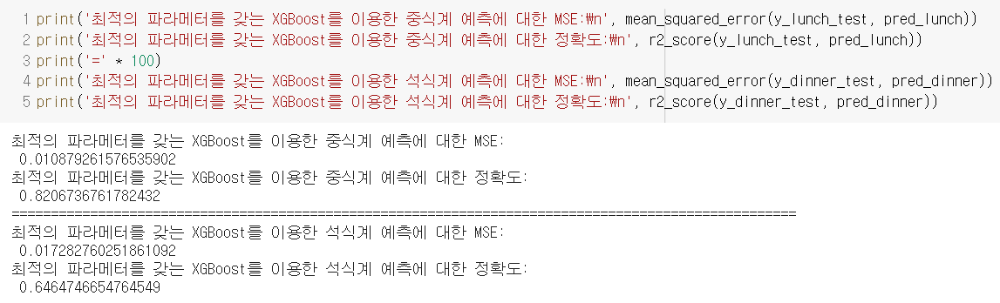 1 print('최적의 파라메터를 갖는 XGBoost를 이용한 중식계 예측에 대한 MSE:₩n', mean_squared_error(y_lunch_test, pred_lunch))
2 print('최적의 파라메터를 갖는 XGBoost를 이용한 중식계 예측에 대한 정확도:₩n', r2_score(y_lunch_test, pred_lunch))
3 print('=' * 100)
4 print('최적의 파라메터를 갖는 XGBoost를 이용한 석식계 예측에 대한 MSE:₩n', mean_squared_error(y_dinner_test, pred_dinner))
5 print('최적의 파라메터를 갖는 XGBoost를 이용한 석식계 예측에 대한 정확도:₩n', r2_score(y_dinner_test, pred_dinner))
최적의 파라메터를 갖는 XGBoost를 이용한 중식계 예측에 대한 MSE:
0.010879261576535902
최적의 파라메터를 갖는 XGBoost를 이용한 중식계 예측에 대한 정확도:
0.8206736761782432
====================================================================================================
최적의 파라메터를 갖는 XGBoost를 이용한 석식계 예측에 대한 MSE:
0.017282760251861092
최적의 파라메터를 갖는 XGBoost를 이용한 석식계 예측에 대한 정확도:
0.6464746654764549